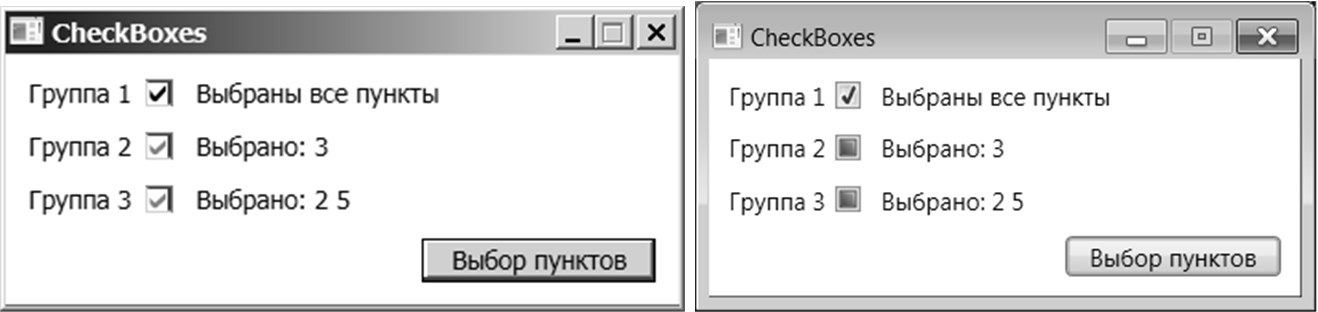 CheckBoxes
Группа 1 Выбраны все пункты
Группа 2 Выбрано: 3
Группа 3 Выбрано: 2 5
Выбор пунктов
CheckBoxes
Группа 1 Выбраны все пункты
Группа 2 Выбрано: 3
Группа 3 Выбрано: 2 5
Выбор пунктов